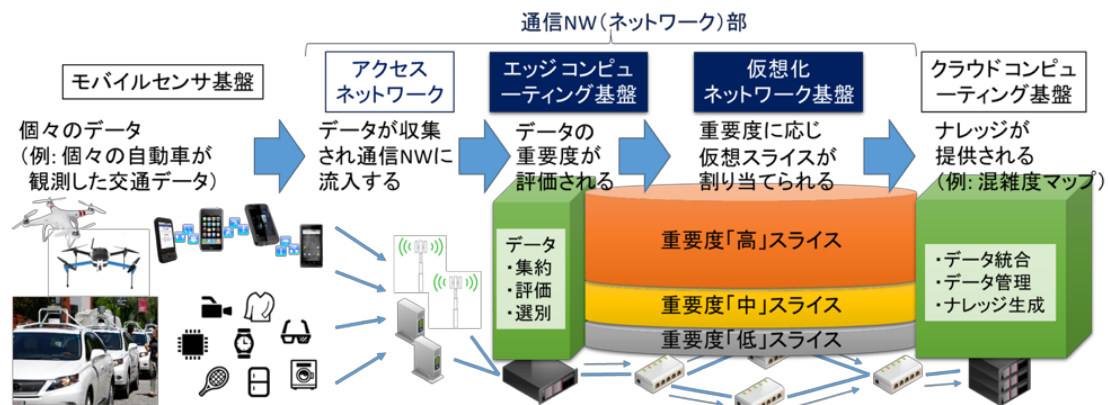 通信NW（ネットワーク）部
モバイルセンサ基盤
アクセス
ネットワーク
エッジ コンピュ
ーティング基盤
仮想化
ネットワーク基盤
クラウドコンピュ
ーティング基盤
個々のデータ
（例: 個々の自動車が
観測した交通データ）
データが収集
され通信NWに
流入する
データの
重要度が
評価される
重要度に応じ
仮想スライスが
割り当てられる
ナレッジが
提供される
（例: 混雑度マップ）
データ
・集約
・評価
・選別
重要度「高」スライス
重要度「中」スライス
重要度「低」スライス
・データ統合
・データ管理
・ナレッジ生成